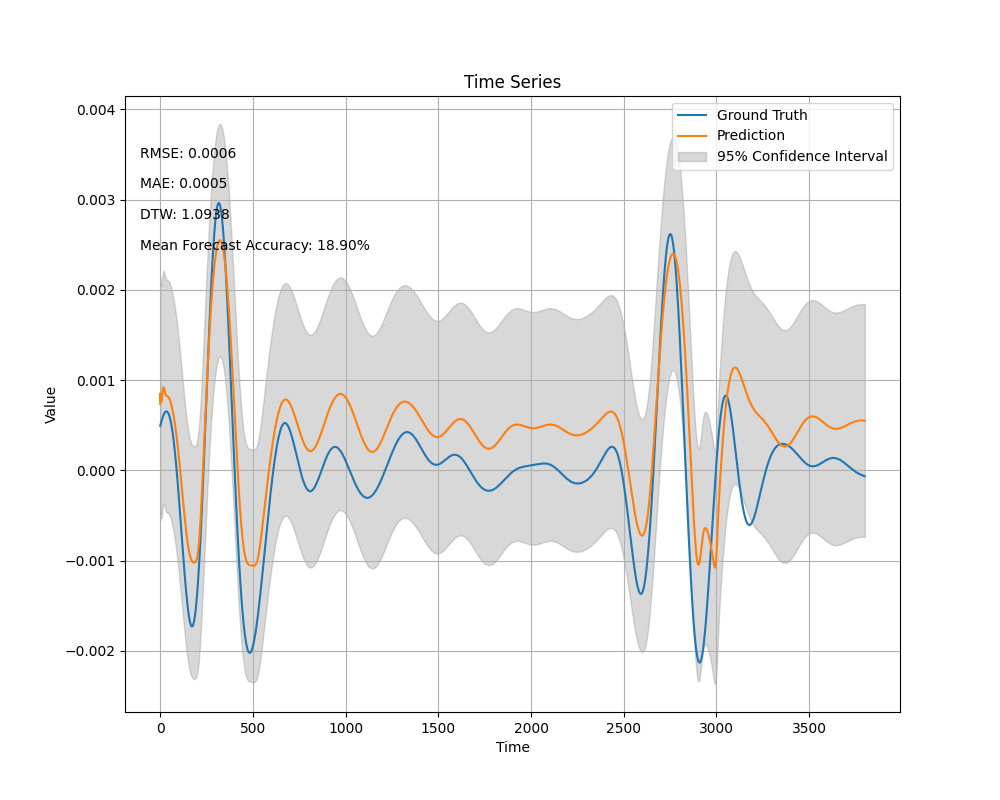 Time Series
0.004
0.003
0.002
0.001
0.000
−0.001
−0.002
Value
RMSE: 0.0006
MAE: 0.0005
DTW: 1.0938
Mean Forecast Accuracy: 18.90%
Ground Truth
Prediction
95% Confidence Interval
0 500 1000 1500 2000 2500 3000 3500
Time